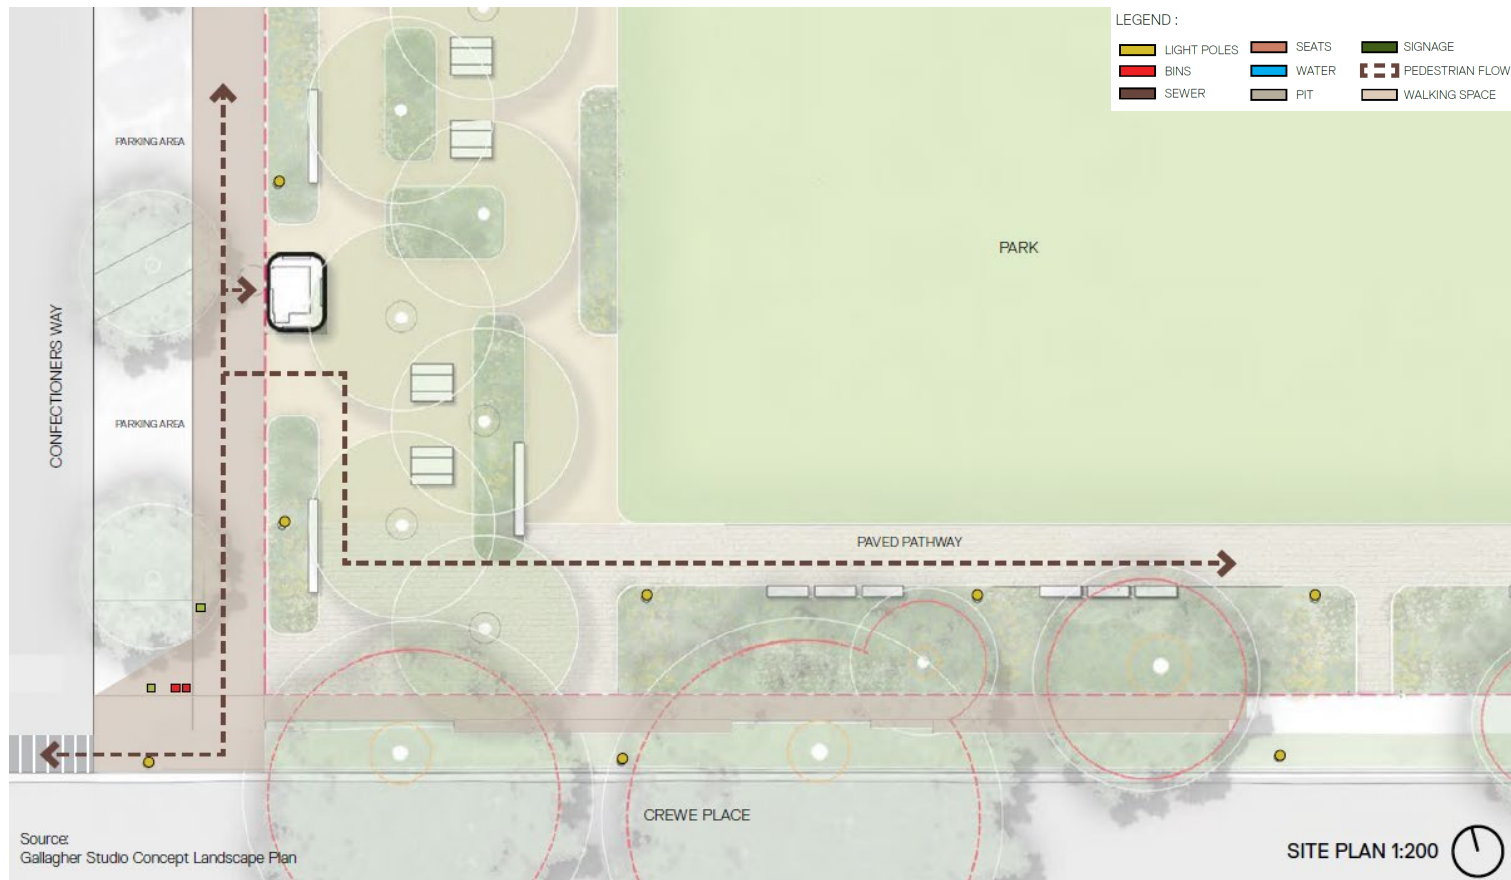 LEGEND :
LIGHT POLES
SEATS
SIGNAGE
BINS
WATER
PEDESTRIAN FLOW
SEWER
PIT
WALKING SPACE
PARKING AREA
PARK
CONFECTIONERS WAY
PARKING AREA
PAVED PATHWAY
CREWE PLACE
Source:
Gallagher Studio Concept Landscape Plan
SITE PLAN 1:200